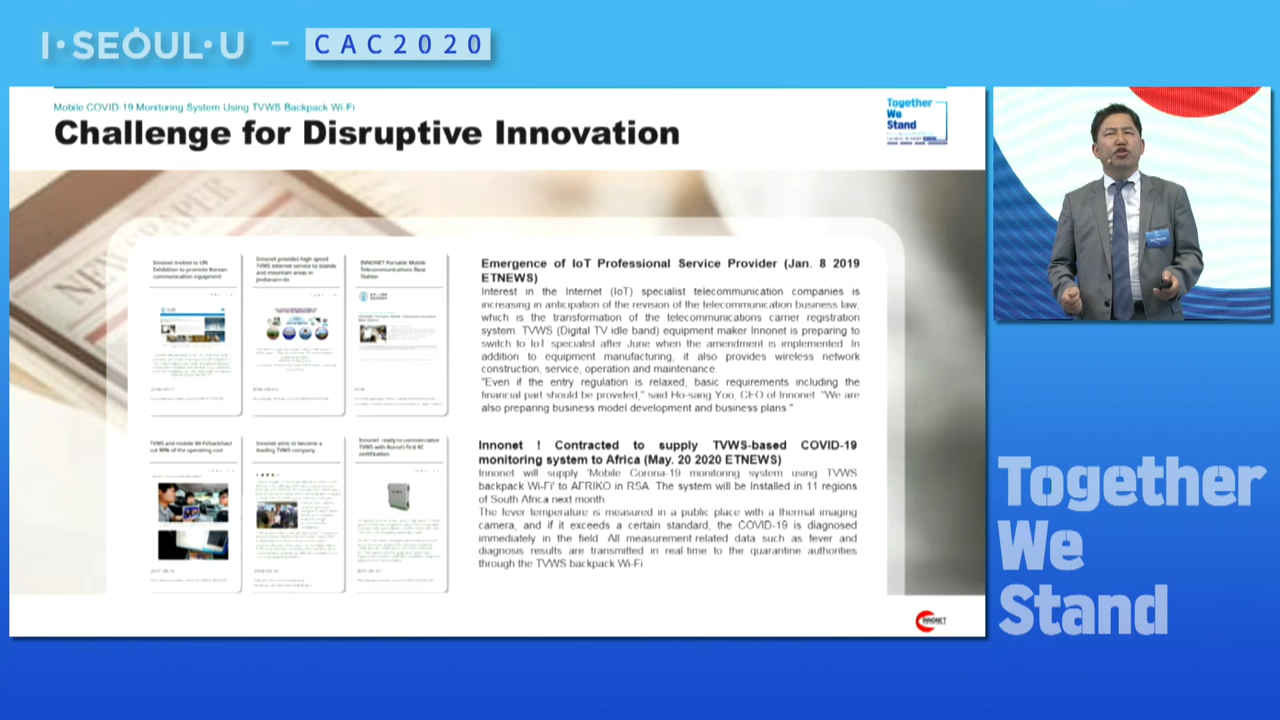 I·SEOUL·U – CAC2020
Mobile COVID-19 Monitoring System Using TVWS Backpack Wi-Fi
Challenge for Disruptive Innovation
Together
We
Stand
Innonet invited to UN
Exhibition to promote Korean
communication equipment
Innonet provides high speed
TVWS internet service to islands
and mountain areas in
Jeollanam-do
INNONET Portable Mobile
Telecommunications Base
Station
TVWS and mobile Wi-Fi backhaul
cut 90% of the operating cost
Innonet aims to become a
leading TVWS company
Innonet, ready to commercialize
TVWS with Korea's first KC
certification
Emergence of IoT Professional Service Provider (Jan. 8 2019
ETNEWS)
Interest in the Internet (IoT) specialist telecommunication companies is
increasing in anticipation of the revision of the telecommunication business law,
which is the transformation of the telecommunications carrier registration
system. TVWS (Digital TV idle band) equipment maker Innonet is preparing to
switch to IoT specialist after June when the amendment is implemented. In
addition to equipment manufacturing, it also provides wireless network
construction, service, operation and maintenance.
"Even if the entry regulation is relaxed, basic requirements including the
financial part should be provided," said Ho-sang Yoo, CEO of Innonet. "We are
also preparing business model development and business plans."
Innonet ! Contracted to supply TVWS-based COVID-19
monitoring system to Africa (May. 20 2020 ETNEWS)
Innonet will supply 'Mobile Corona-19 monitoring system using TVWS
backpack Wi-Fi' to AFRIKO in RSA. The system will be Installed in 11 regions
of South Africa next month
The fever temperature is measured in a public place with a thermal imaging
camera, and if it exceeds a certain standard, the COVID-19 is diagnosed
immediately in the field. All measurement-related data such as fever and
diagnosis results are transmitted in real time to the quarantine authorities
through the TVWS backpack Wi-Fi
INNONET
Together
We
Stand